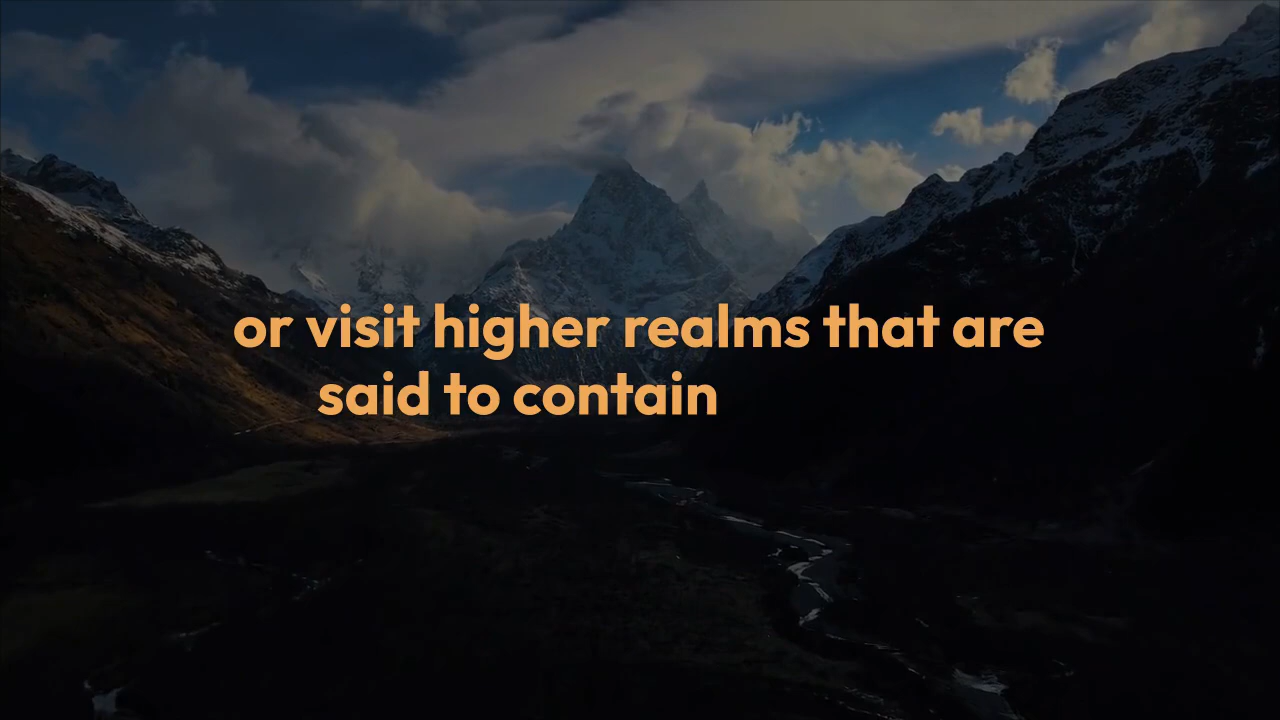 or visit higher realms that are
said to contain